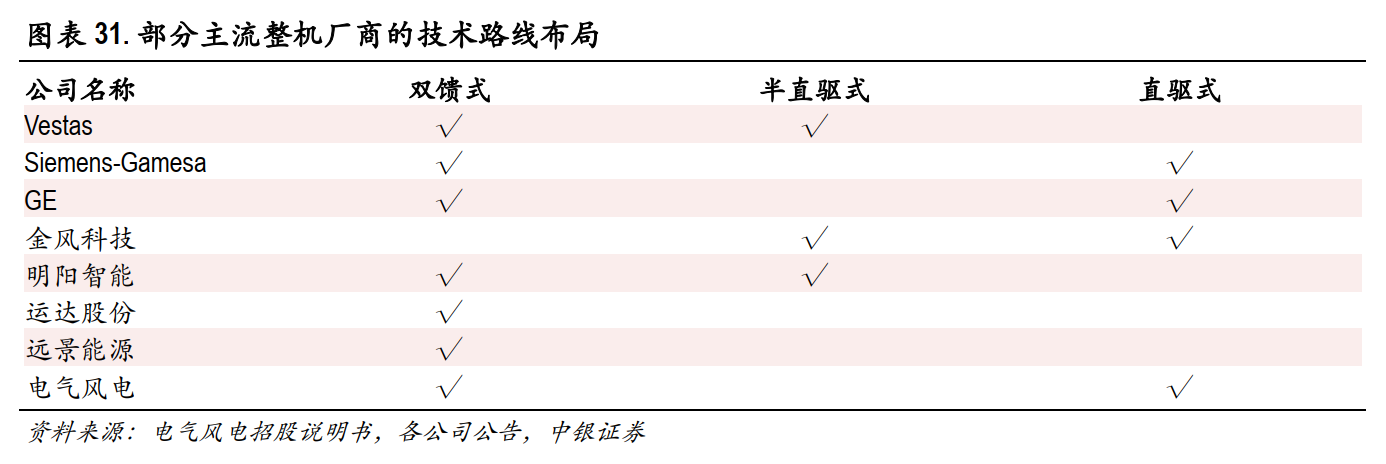 图表 31. 部分主流整机厂商的技术路线布局
公司名称 双馈式 半直驱式 直驱式
Vestas √ √
Siemens-Gamesa √ √
GE √ √
金风科技 √ √
明阳智能 √ √
运达股份 √
远景能源 √
电气风电 √ √
资料来源：电气风电招股说明书，各公司公告，中银证券